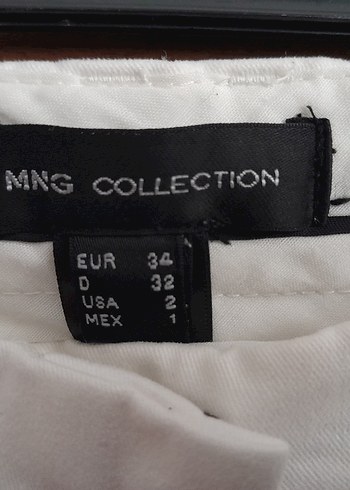 MNG COLLECTION
EUR 34
D 32
USA 2
MEX 1